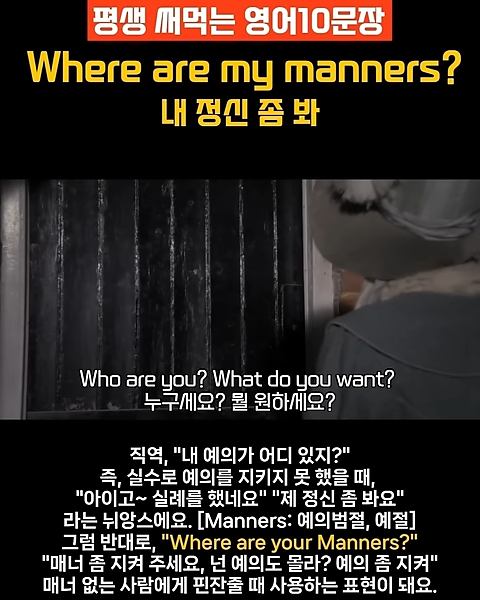 평생 써먹는 영어10문장
Where are my manners?
내 정신 좀 봐
Who are you? What do you want?
누구세요? 뭘 원하세요?
직역, "내 예의가 어디 있지?"
즉, 실수로 예의를 지키지 못 했을 때,
"아이고~ 실례를 했네요" "제 정신 좀 봐요"
라는 뉘앙스에요. [Manners: 예의범절, 예절]
그럼 반대로, "Where are your Manners?"
"매너 좀 지켜 주세요, 넌 예의도 몰라? 예의 좀 지켜"
매너 없는 사람에게 핀잔줄 때 사용하는 표현이 돼요.